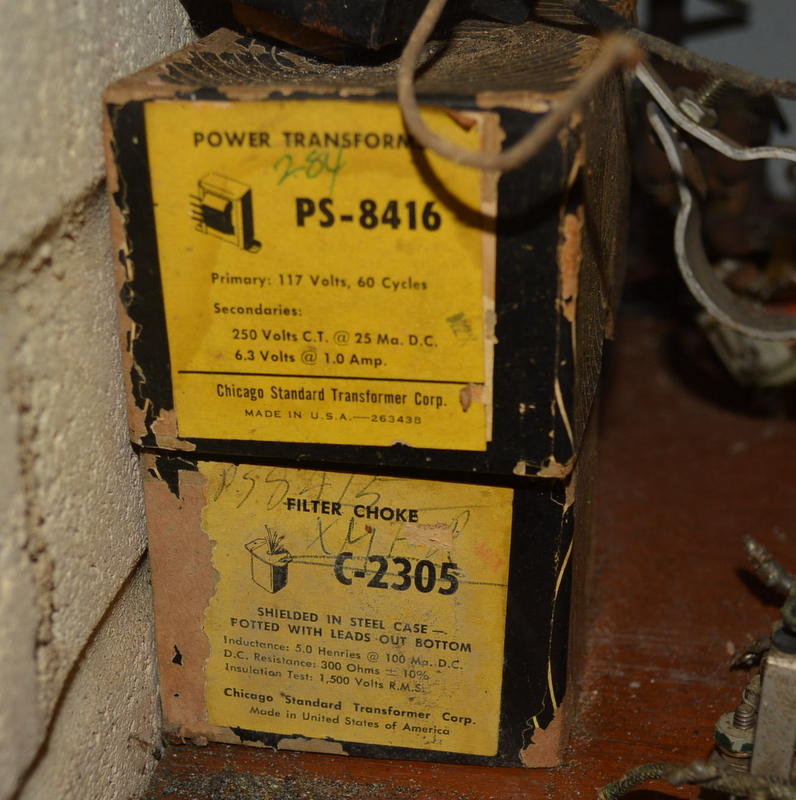 POWER TRANSFORM
284
PS-8416
Primary: 117 Volts, 60 Cycles
Secondaries:
250 Volts C.T. @ 25 Ma. D.C.
6.3 Volts @ 1.0 Amp.
Chicago Standard Transformer Corp.
MADE IN U.S.A.—26343B
PS8415
FILTER CHOKE
XMER
C-2305
SHIELDED IN STEEL CASE —
POTTED WITH LEADS OUT BOTTOM
Inductance: 5.0 Henries @ 100 Ma. D.C.
D.C. Resistance: 300 Ohms ± 10%
Insulation Test: 1,500 Volts R.M.S.
Chicago Standard Transformer Corp.
Made in United States of America